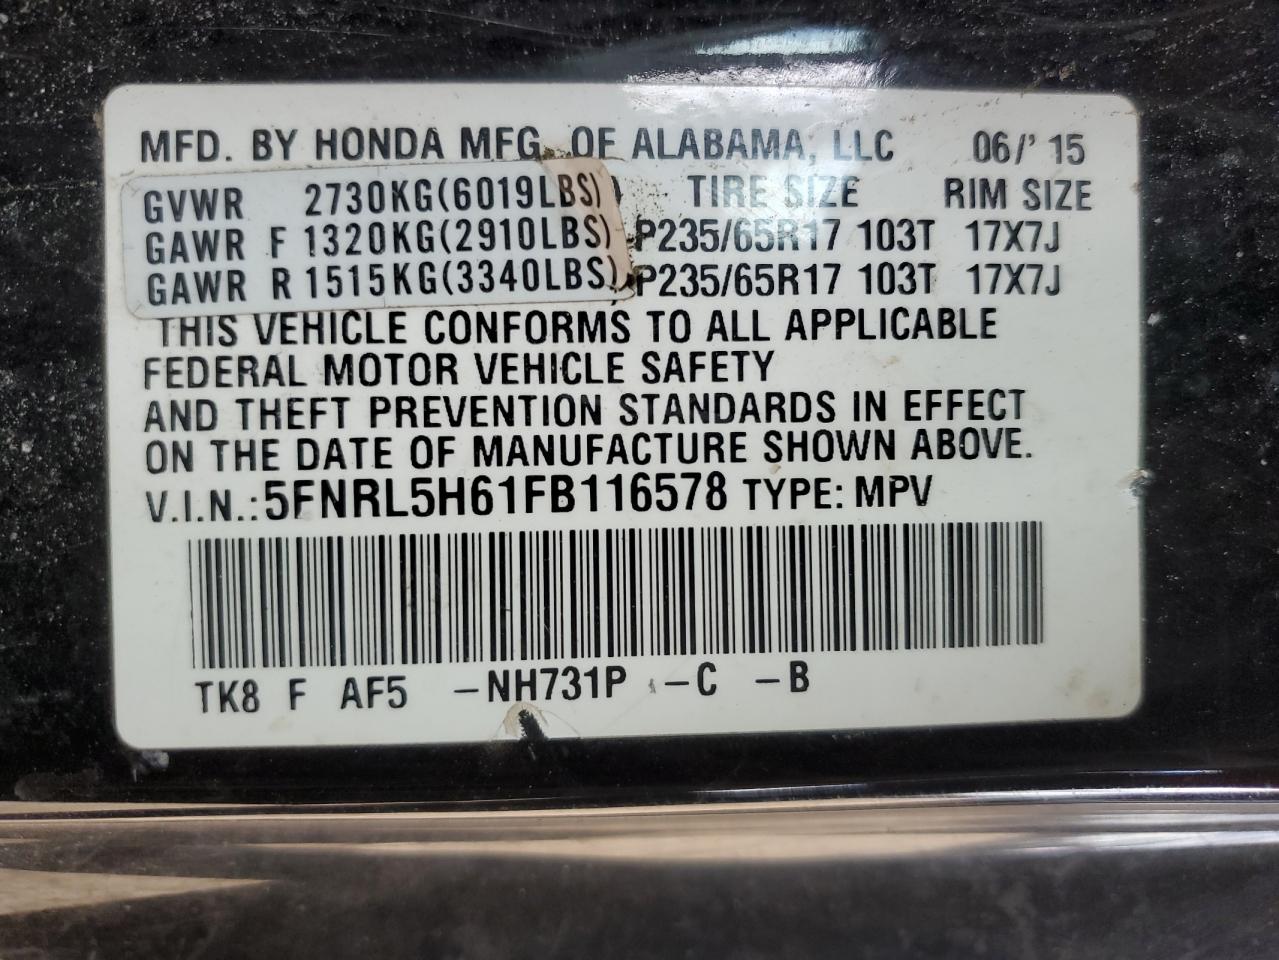 MFD. BY HONDA MFG. OF ALABAMA, LLC 06/' 15
GVWR 2730KG(6019LBS) TIRE SIZE RIM SIZE
GAWR F 1320KG(2910LBS) P235/65R17 103T 17X7J
GAWR R 1515KG(3340LBS) P235/65R17 103T 17X7J
THIS VEHICLE CONFORMS TO ALL APPLICABLE
FEDERAL MOTOR VEHICLE SAFETY
AND THEFT PREVENTION STANDARDS IN EFFECT
ON THE DATE OF MANUFACTURE SHOWN ABOVE.
V.I.N.: 5FNRL5H61FB116578 TYPE: MPV
TK8 F AF5 -NH731P -C -B